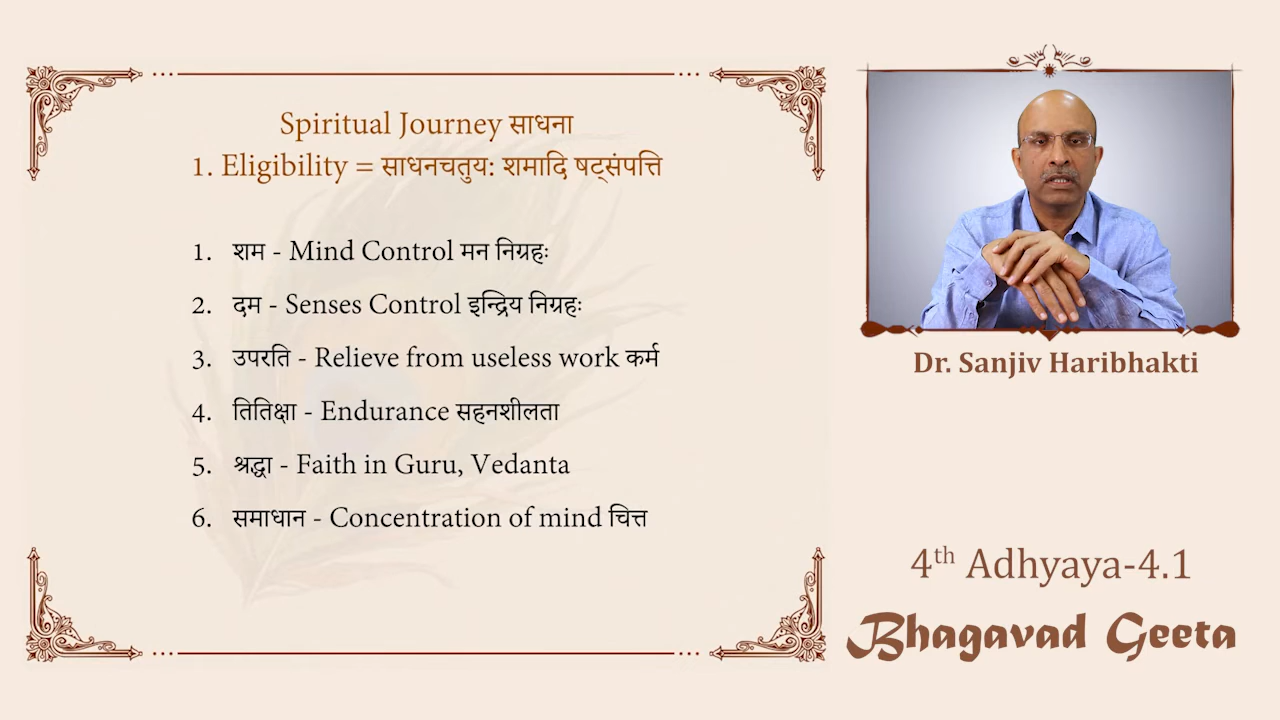 Spiritual Journey साधना
1. Eligibility = साधनचतुय: शमादि षट्संपत्ति
1. शम - Mind Control मन निग्रहः
2. दम - Senses Control इन्द्रिय निग्रहः
3. उपरति - Relieve from useless work कर्म
4. तितिक्षा - Endurance सहनशीलता
5. श्रद्धा - Faith in Guru, Vedanta
6. समाधान - Concentration of mind चित्त
Dr. Sanjiv Haribhakti
4th Adhyaya-4.1
Bhagavad Geeta